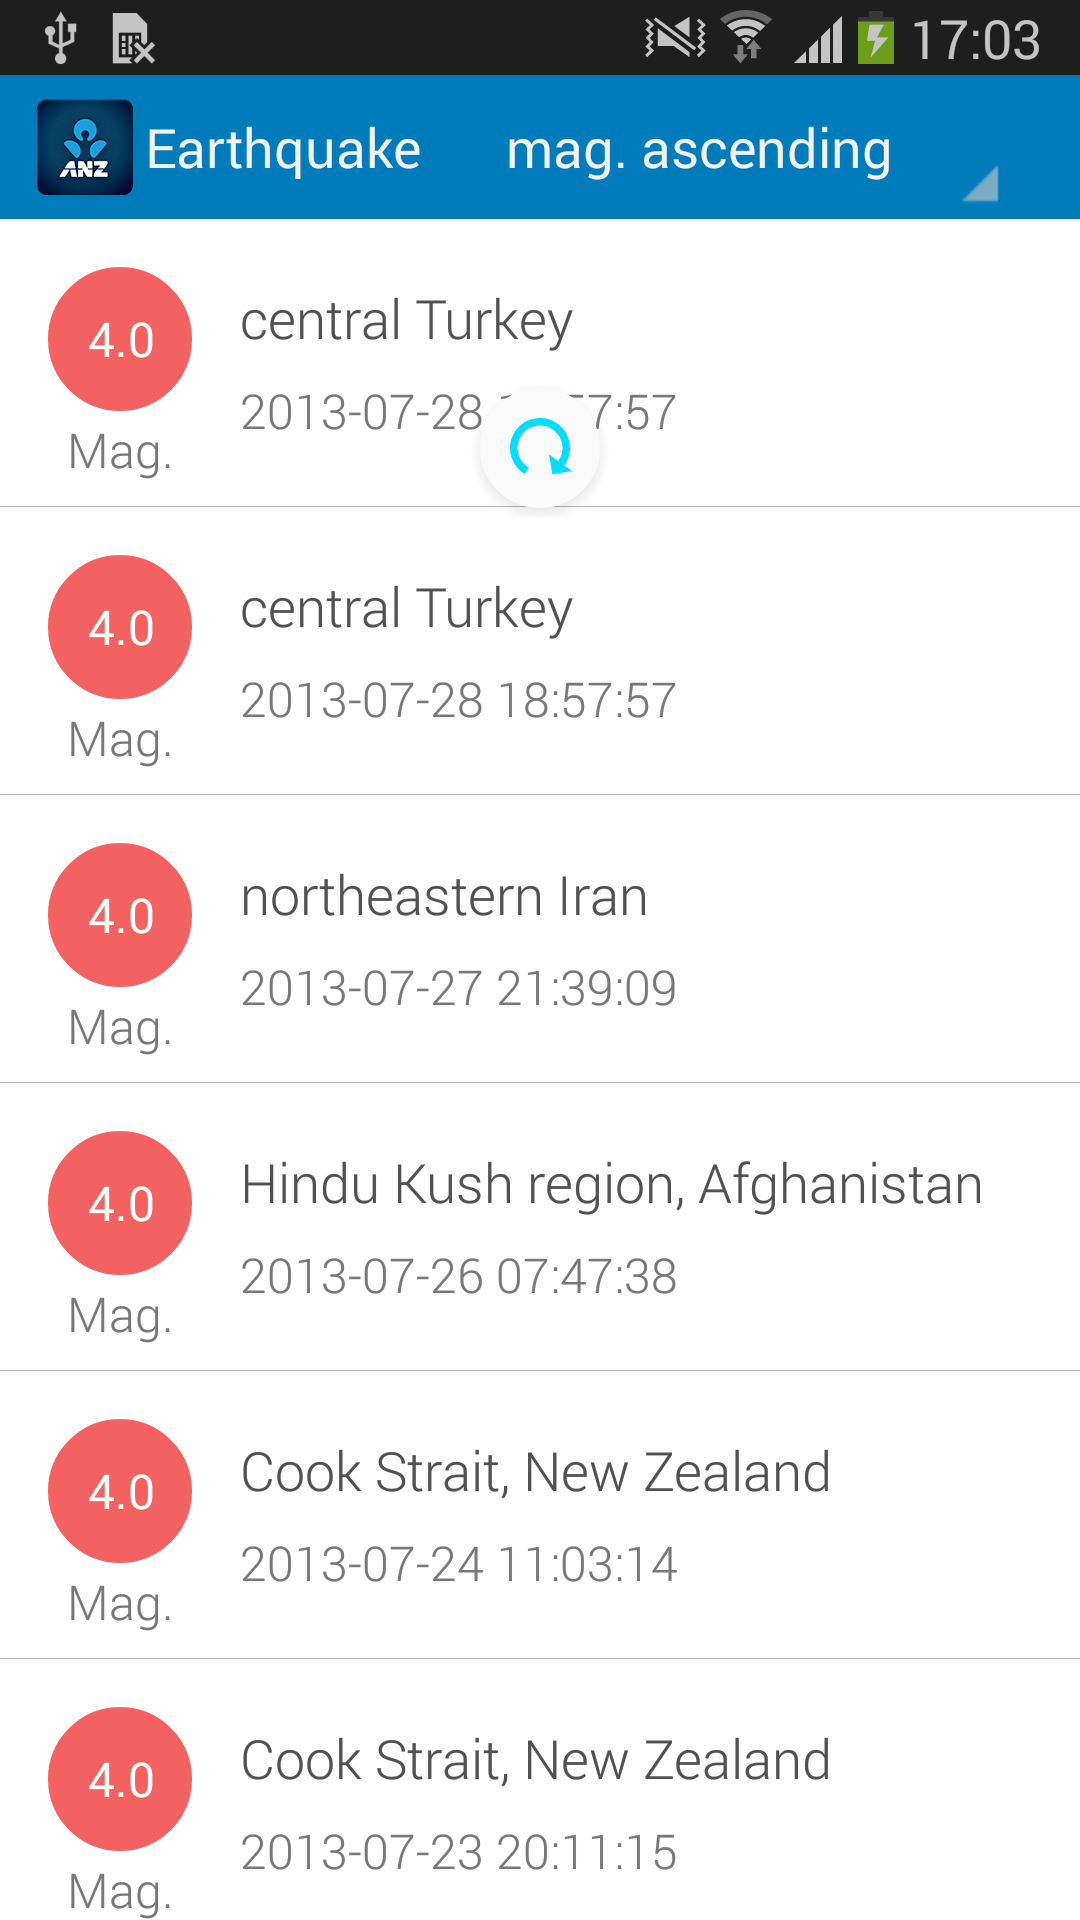 17:03
ANZ
Earthquake
mag. ascending
4.0
Mag.
central Turkey
2013-07-28 7:57
4.0
Mag.
central Turkey
2013-07-28 18:57:57
4.0
Mag.
northeastern Iran
2013-07-27 21:39:09
4.0
Mag.
Hindu Kush region, Afghanistan
2013-07-26 07:47:38
4.0
Mag.
Cook Strait, New Zealand
2013-07-24 11:03:14
4.0
Mag.
Cook Strait, New Zealand
2013-07-23 20:11:15